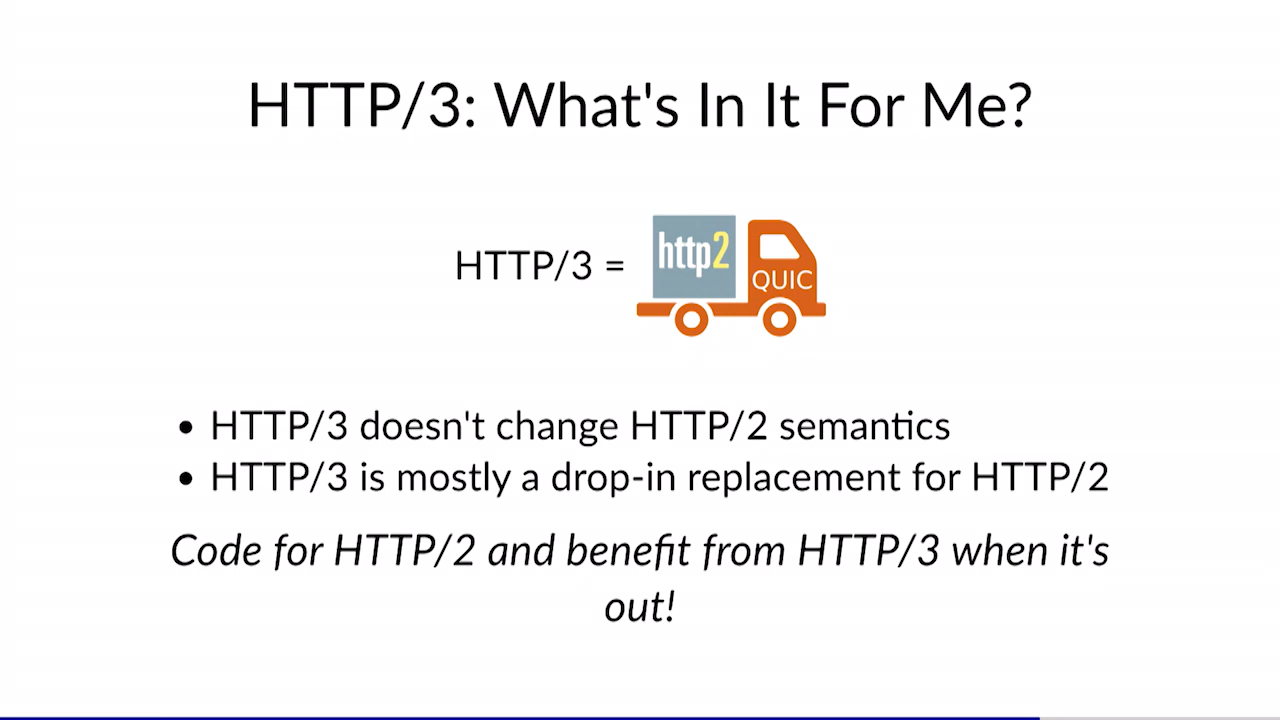 HTTP/3: What's In It For Me?
HTTP/3 =
http2
QUIC
• HTTP/3 doesn't change HTTP/2 semantics
• HTTP/3 is mostly a drop-in replacement for HTTP/2
Code for HTTP/2 and benefit from HTTP/3 when it's
out!